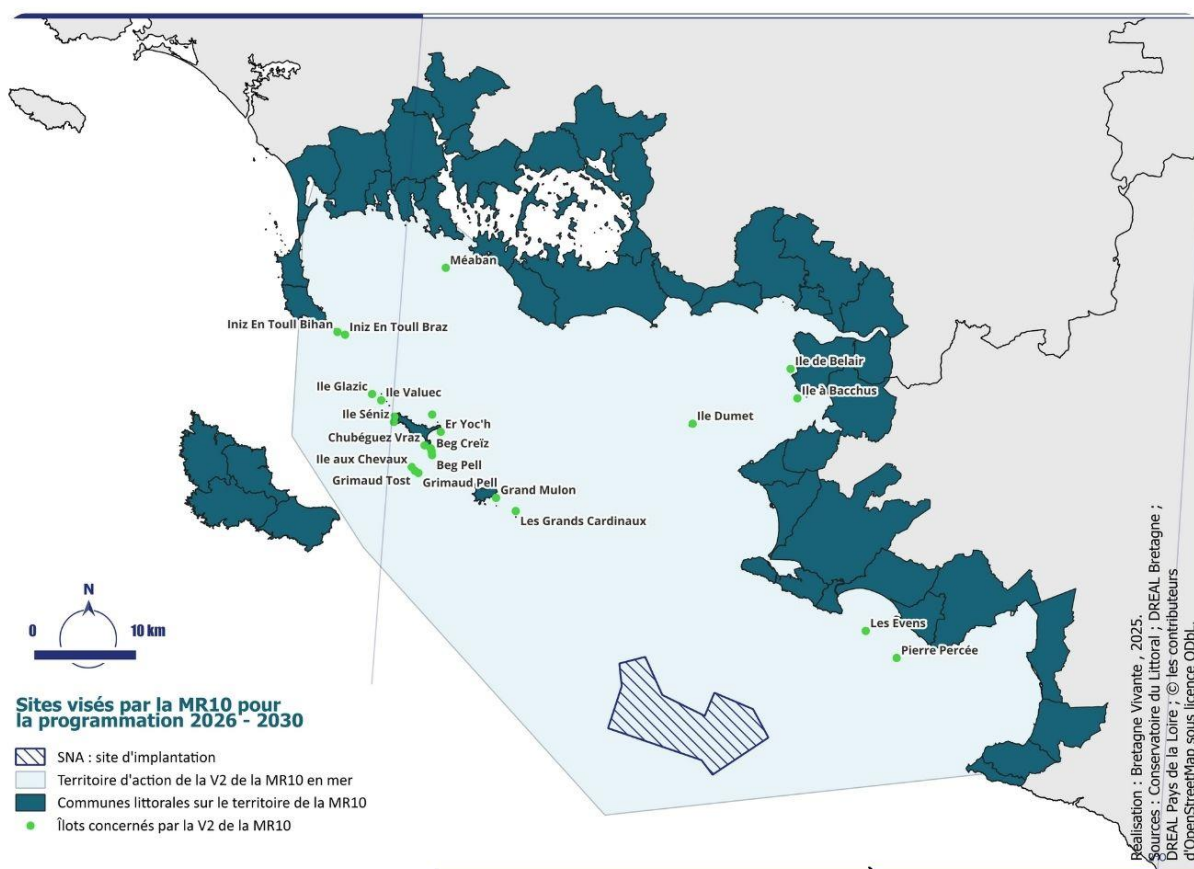 Méaban
Iniz En Toull Bihan
Iniz En Toull Braz
Ile de Belair
Ile Glazic
Ile Valuec
Ile à Bacchus
Ile Séniz
Er Yoc'h
Ile Dumet
Chubéguez Vraz
Beg Creïz
Ile aux Chevaux
Beg Pell
Grimaud Tost
Grimaud Pell
Grand Mulon
Les Grands Cardinaux
Les Évens
Pierre Percée
N
0 10 km
Sites visés par la MR10 pour
la programmation 2026 - 2030
SNA : site d'implantation
Territoire d'action de la V2 de la MR10 en mer
Communes littorales sur le territoire de la MR10
Îlots concernés par la V2 de la MR10
Réalisation : Bretagne Vivante , 2025.
Sources : Conservatoire du Littoral ; DREAL Bretagne ;
DREAL Pays de la Loire ; © les contributeurs
d'OpenStreetMap sous licence ODbL.